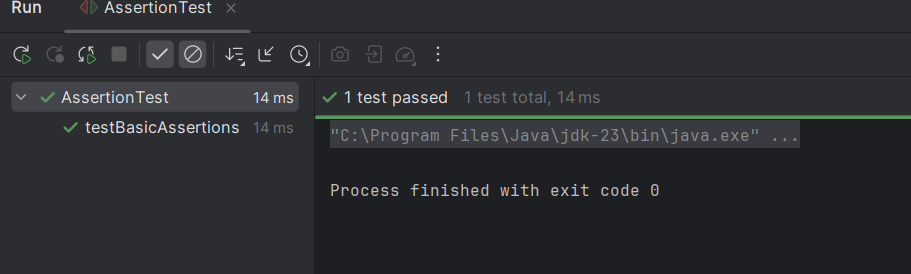 Run AssertionTest
AssertionTest 14 ms
testBasicAssertions 14 ms
1 test passed 1 test total, 14 ms
"C:\Program Files\Java\jdk-23\bin\java.exe" ...
Process finished with exit code 0